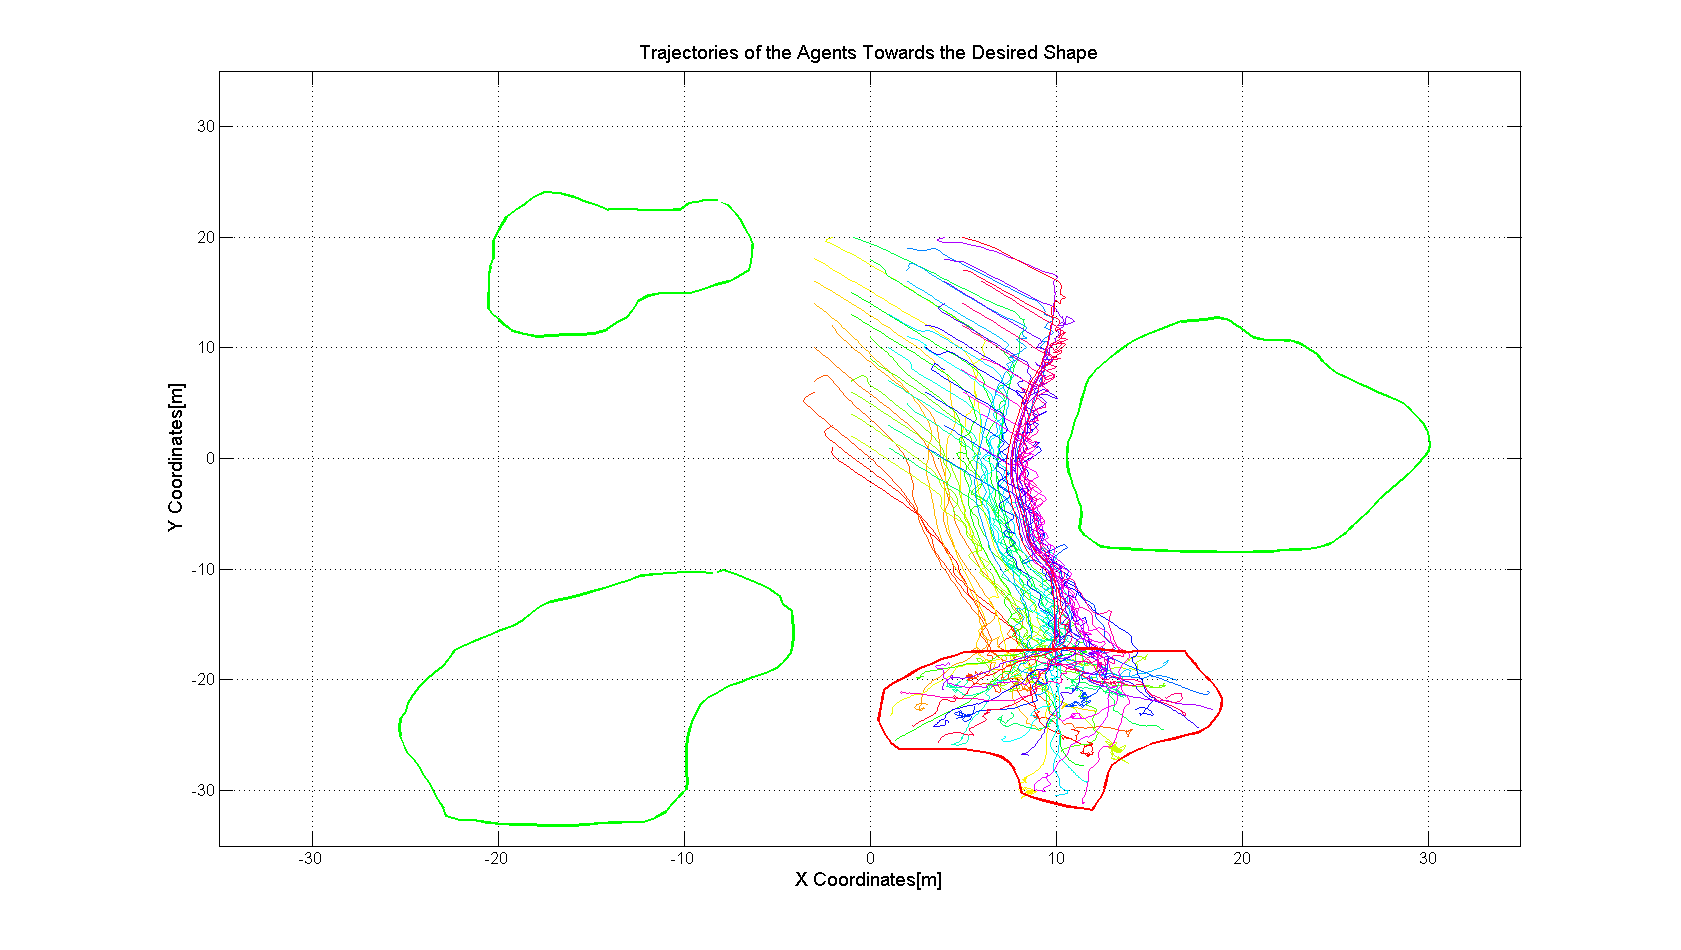 Trajectories of the Agents Towards the Desired Shape
30
20
10
0
-10
-20
-30
Y Coordinates[m]
-30 -20 -10 0 10 20 30
X Coordinates[m]